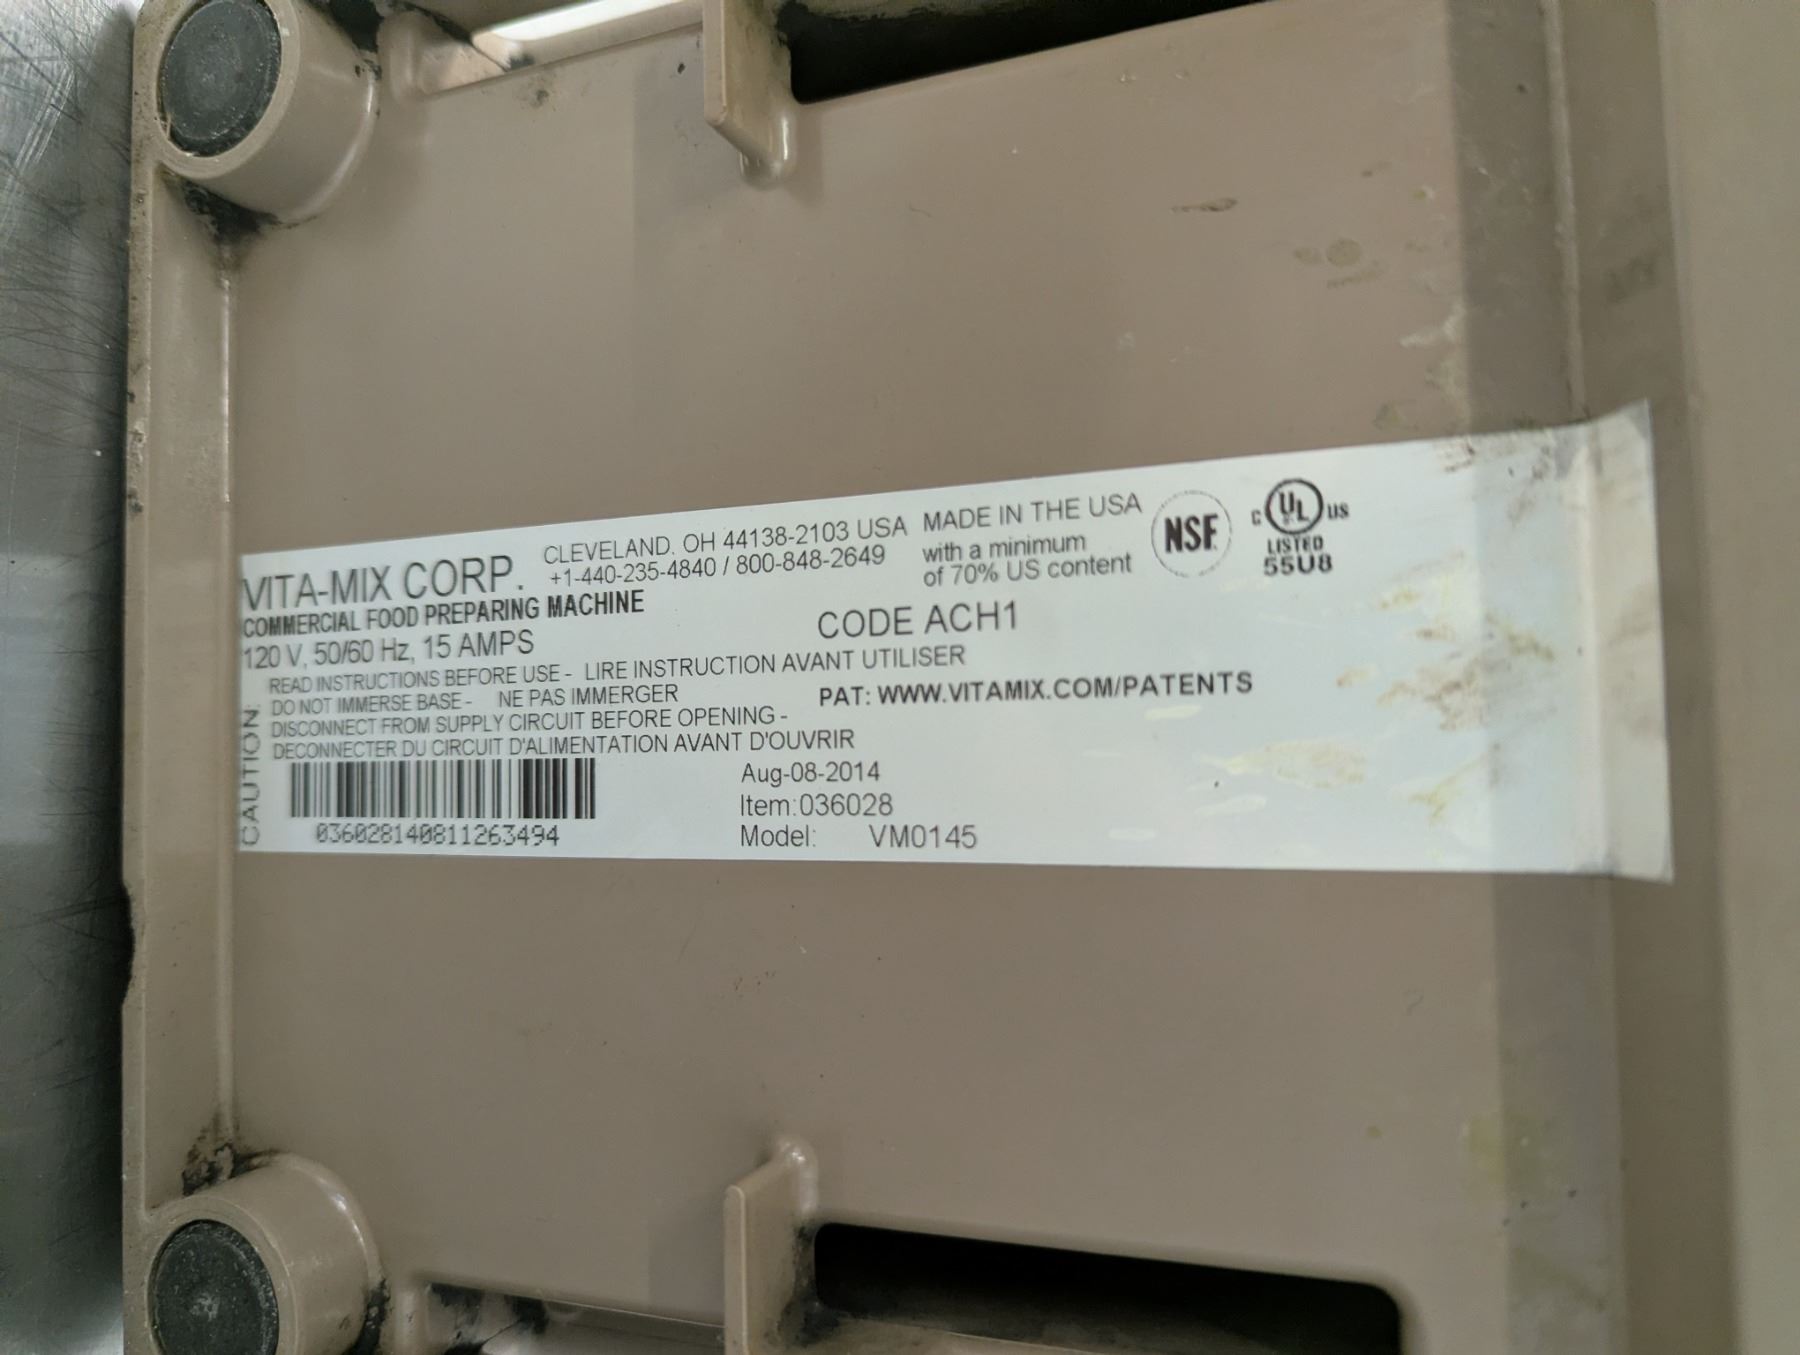 VITA-MIX CORP.
CLEVELAND, OH 44138-2103 USA
+1-440-235-4840 / 800-848-2649
MADE IN THE USA
with a minimum
of 70% US content
NSF
C UL US
LISTED
55U8
COMMERCIAL FOOD PREPARING MACHINE
120 V, 50/60 Hz, 15 AMPS
CODE ACH1
CAUTION:
READ INSTRUCTIONS BEFORE USE - LIRE INSTRUCTION AVANT UTILISER
DO NOT IMMERSE BASE - NE PAS IMMERGER
PAT: WWW.VITAMIX.COM/PATENTS
DISCONNECT FROM SUPPLY CIRCUIT BEFORE OPENING -
DECONNECTER DU CIRCUIT D'ALIMENTATION AVANT D'OUVRIR
036028140811263494
Aug-08-2014
Item:036028
Model: VM0145